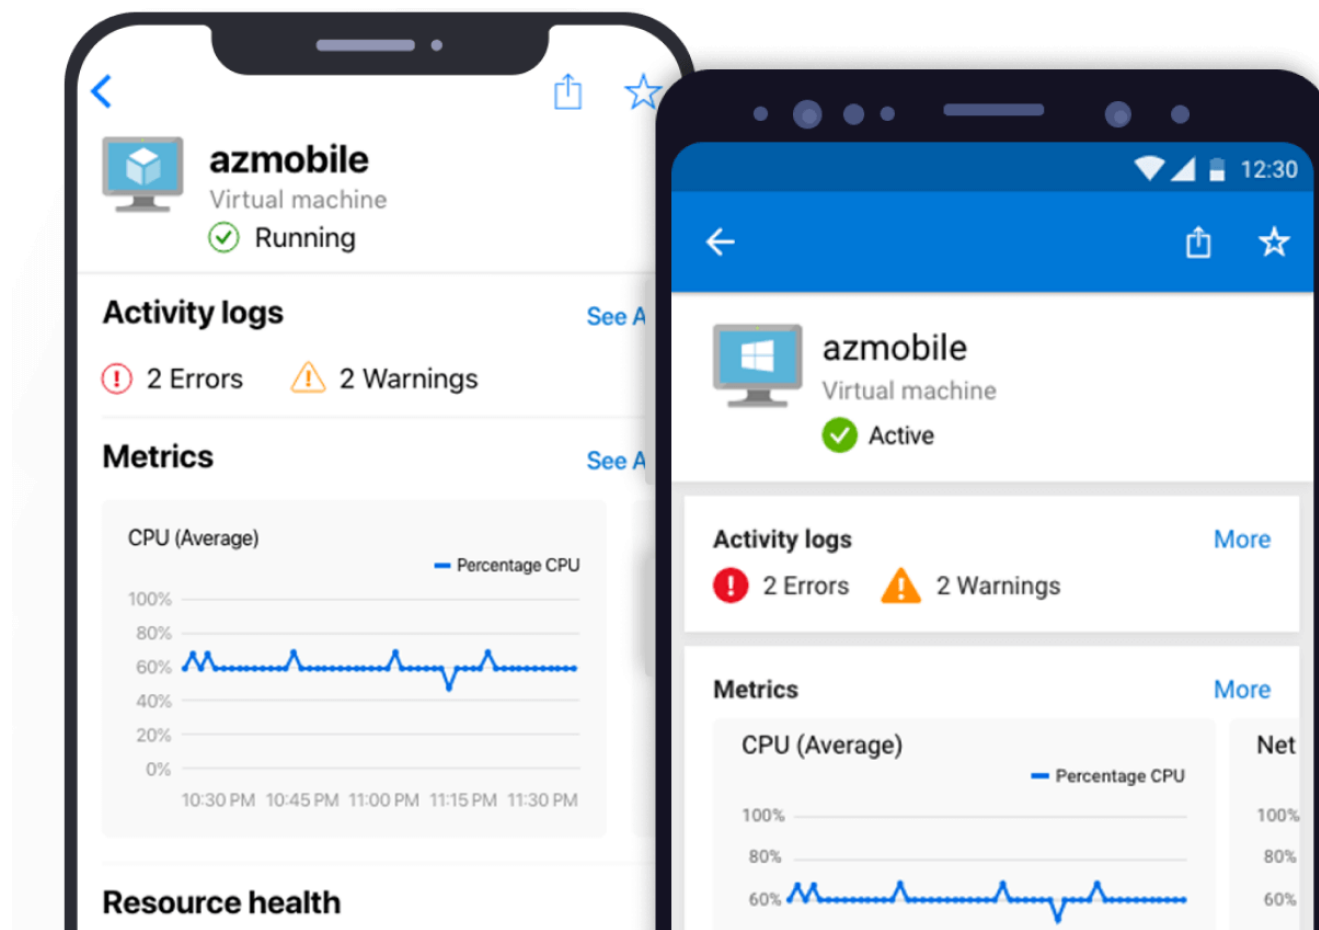 azmobile
Virtual machine
Running
Activity logs
See A
2 Errors
2 Warnings
Metrics
See A
CPU (Average)
Percentage CPU
100%
80%
60%
40%
20%
0%
10:30 PM 10:45 PM 11:00 PM 11:15 PM 11:30 PM
Resource health
12:30
azmobile
Virtual machine
Active
Activity logs
More
2 Errors
2 Warnings
Metrics
More
CPU (Average)
Percentage CPU
100%
80%
60%
Net
100%
80%
60%